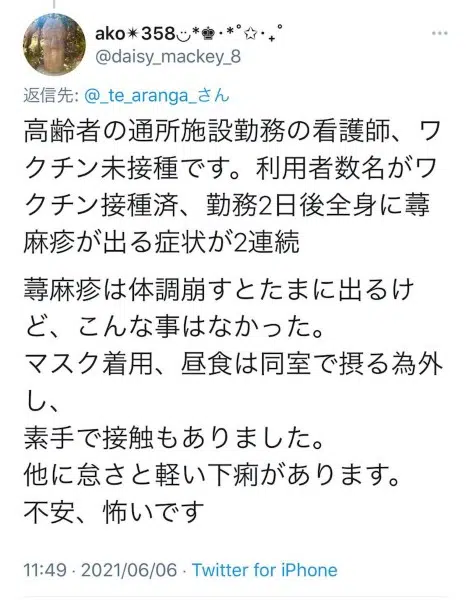 ako✴358◡̈*♚·*˚✩·₊˚
@daisy_mackey_8
返信先: @_te_aranga_さん
高齢者の通所施設勤務の看護師、ワ
クチン未接種です。利用者数名がワ
クチン接種済、勤務2日後全身に蕁
麻疹が出る症状が2連続
蕁麻疹は体調崩すとたまに出るけ
ど、こんな事はなかった。
マスク着用、昼食は同室で摂る為外
し、
素手で接触もありました。
他に怠さと軽い下痢があります。
不安、怖いです
11:49 · 2021/06/06 · Twitter for iPhone